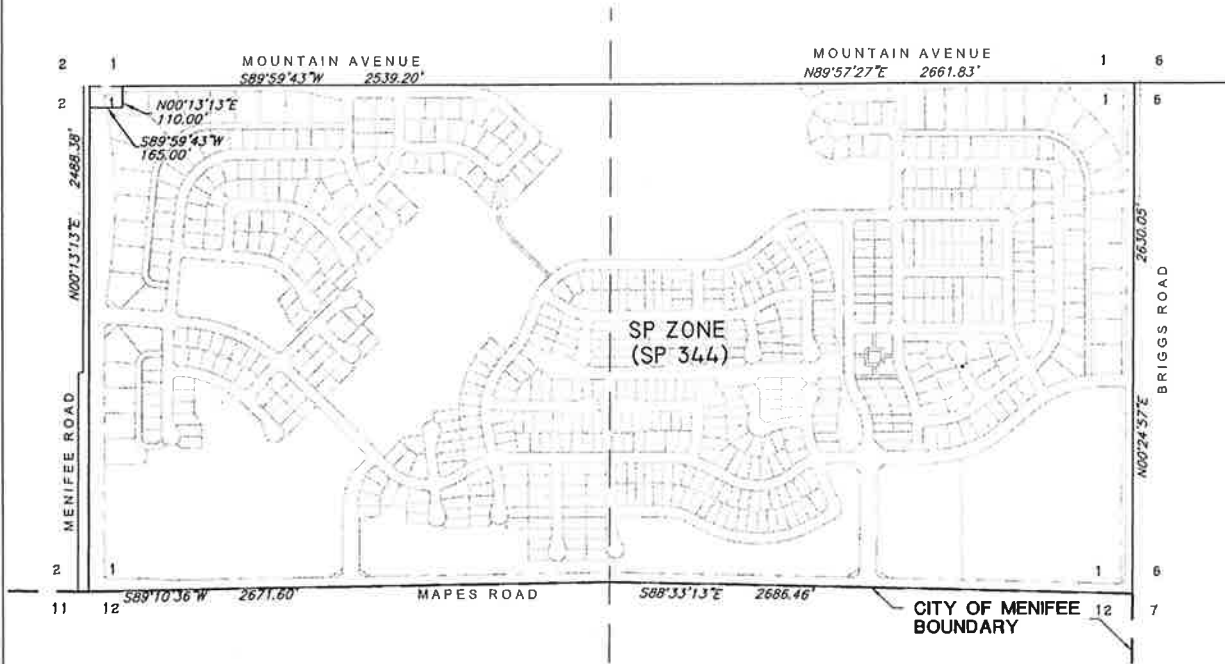 MOUNTAIN AVENUE
S89°59'43"W 2539.20'
MOUNTAIN AVENUE
N89°57'27"E 2661.83'
2 1
1 6
2 1
1 6
N00°13'13"E
110.00'
S89°59'43"W
165.00'
N00°13'13"E 2488.38'
MENIFEE ROAD
SP ZONE
(SP 344)
N00°24'57"E 2630.05'
BRIGGS ROAD
2 1
1 6
11 12
S89°10'36"W 2671.60'
MAPES ROAD
S88°33'13"E 2686.46'
CITY OF MENIFEE
BOUNDARY
12 7